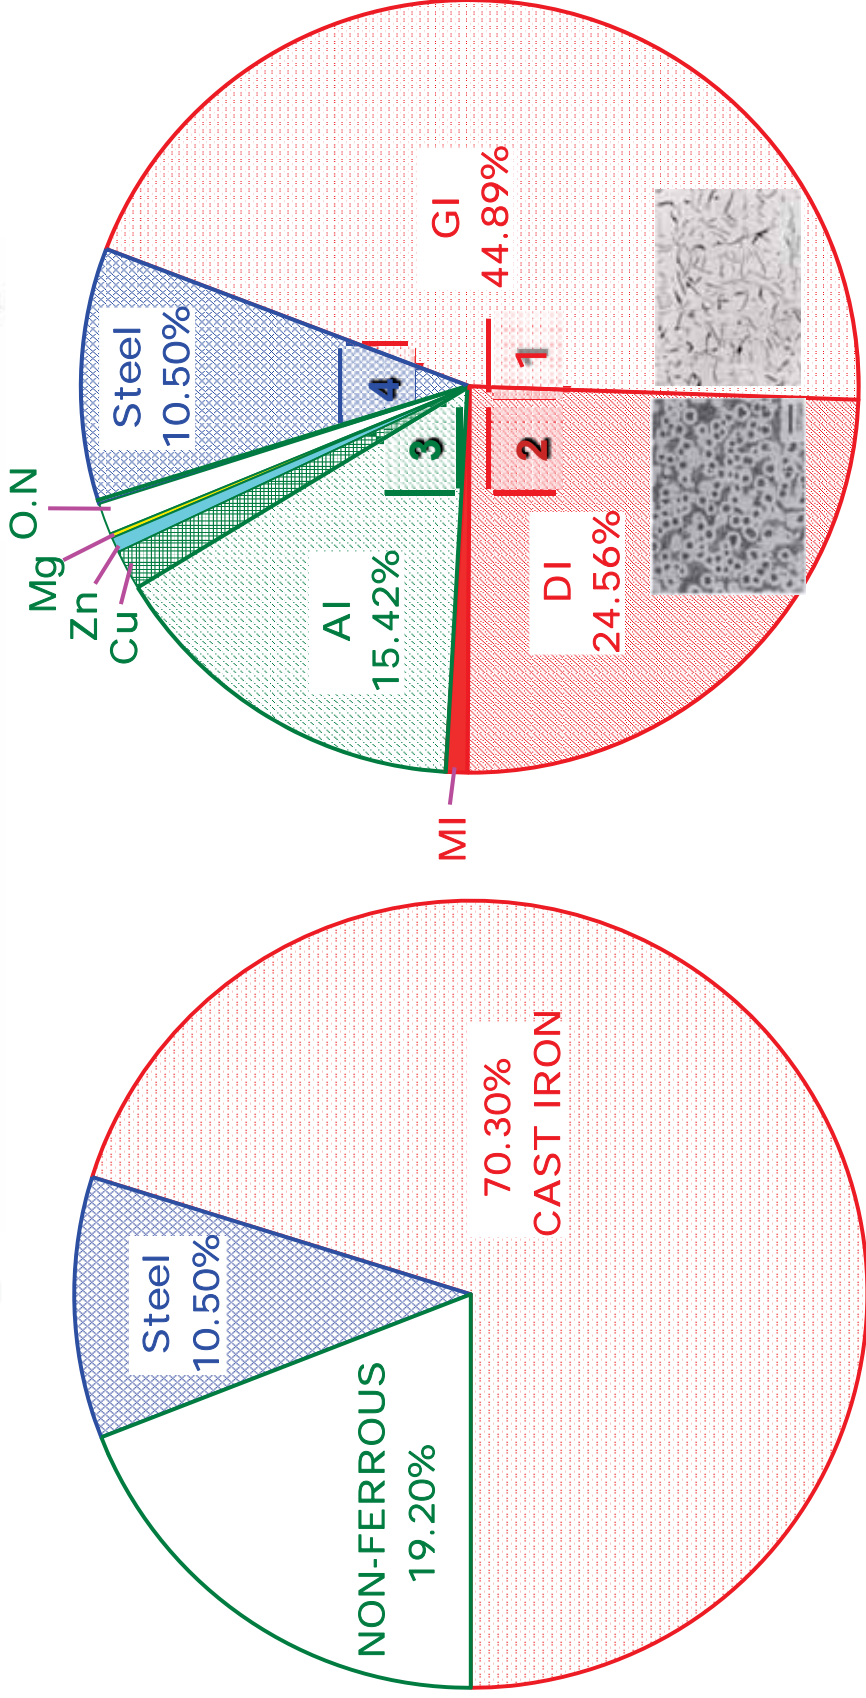 70.30%
CAST IRON
Steel
10.50%
NON-FERROUS
19.20%
GI
44.89%
1
DI
24.56%
2
MI
Al
15.42%
3
Cu
Zn
Mg
O.N
Steel
10.50%
4